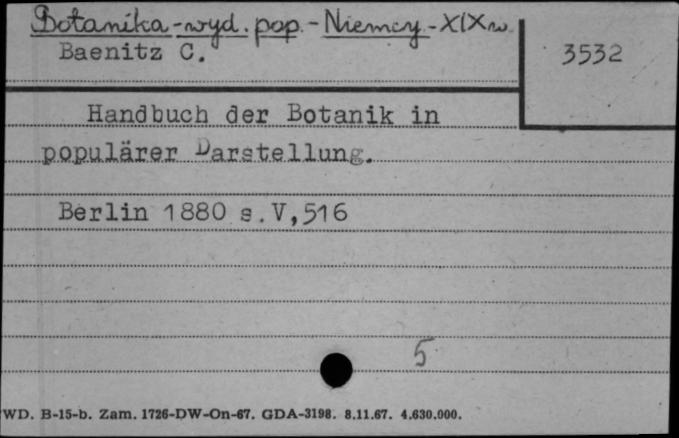 Botanika-wyd. pop.-Niemcy-XIXw.
Baenitz C.
3532
Handbuch der Botanik in
populärer Darstellung.
Berlin 1880 s.V,516
5
WD. B-15-b. Zam. 1726-DW-On-67. GDA-3198. 8.11.67. 4.630.000.